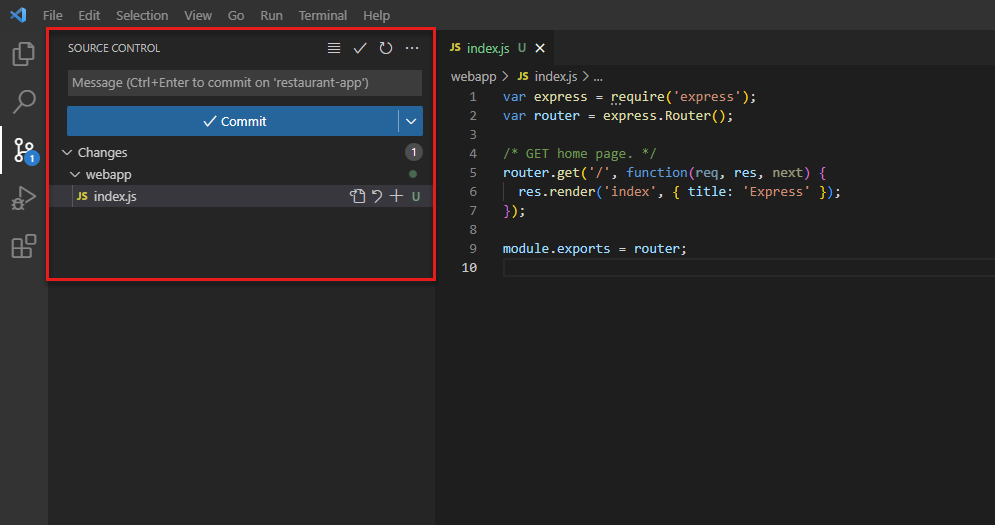 File Edit Selection View Go Run Terminal Help
SOURCE CONTROL
Message (Ctrl+Enter to commit on 'restaurant-app')
Commit
Changes 1
webapp
JS index.js U
1
JS index.js U
webapp > JS index.js > ...
1 var express = require('express');
2 var router = express.Router();
3
4 /* GET home page. */
5 router.get('/', function(req, res, next) {
6 res.render('index', { title: 'Express' });
7 });
8
9 module.exports = router;
10